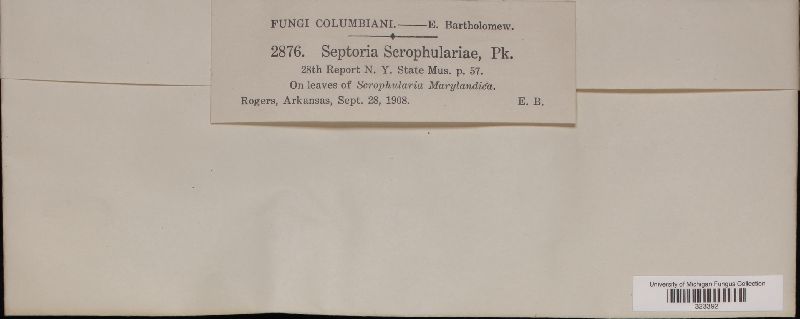 FUNGI COLUMBIANI.——E. Bartholomew.
2876. Septoria Scrophulariae, Pk.
28th Report N. Y. State Mus. p. 57.
On leaves of Scrophularia Marylandica.
Rogers, Arkansas, Sept. 28, 1908. E. B.
University of Michigan Fungus Collection
323392